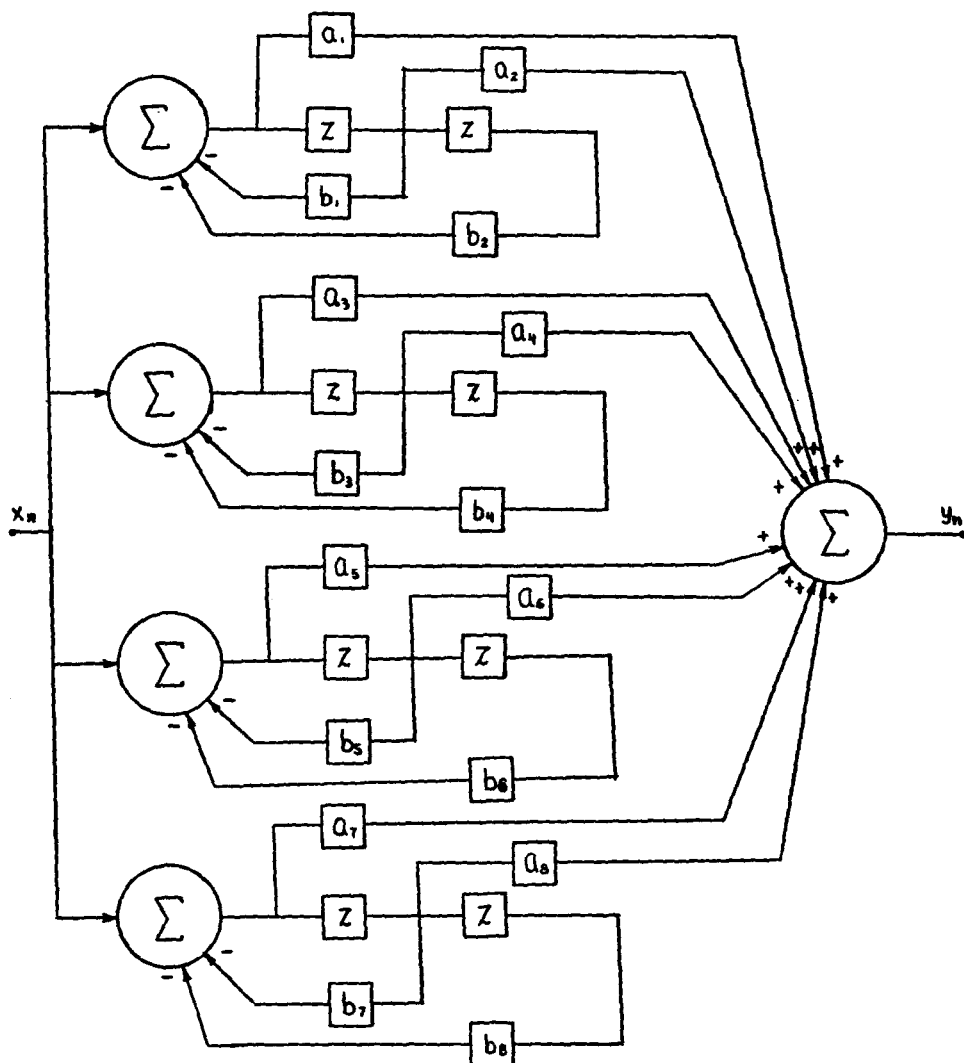 a₁
a₂
Σ
z
z
b₁
b₂
a₃
a₄
Σ
z
z
b₃
b₄
xₙ
Σ
yₙ
a₅
a₆
Σ
z
z
b₅
b₆
a₇
a₈
Σ
z
z
b₇
b₈